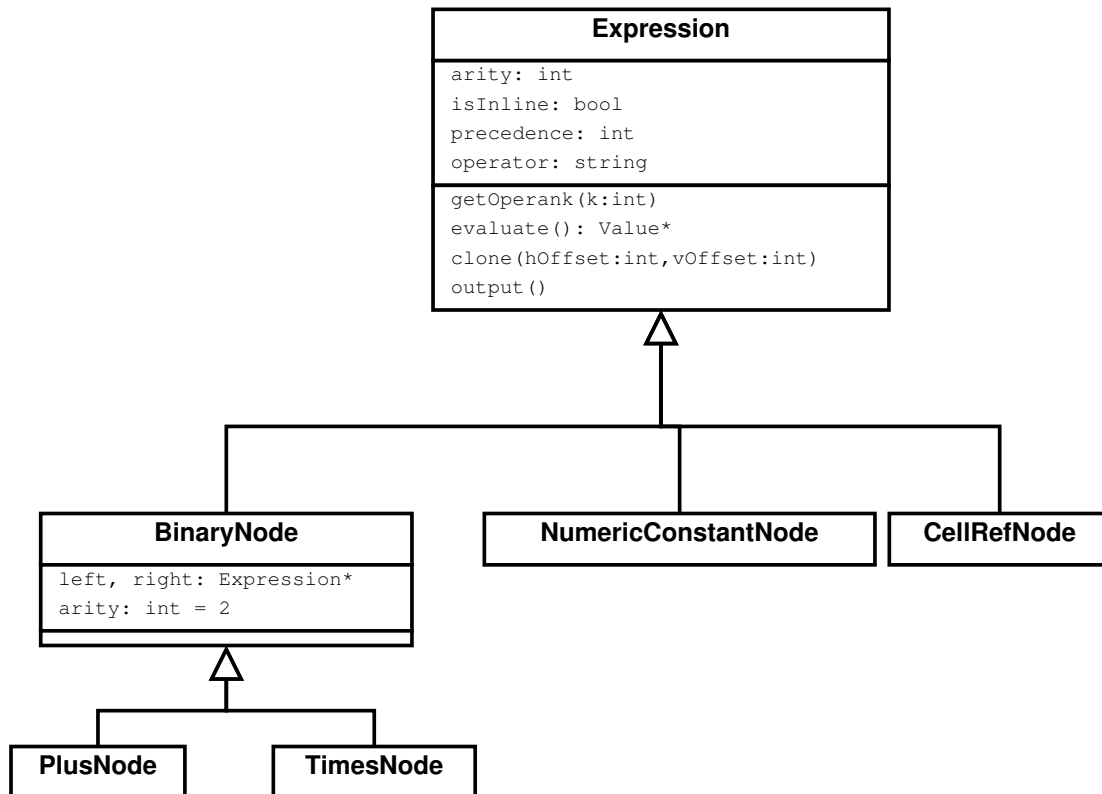 Expression
arity: int
isInline: bool
precedence: int
operator: string
getOperank(k:int)
evaluate(): Value*
clone(hOffset:int,vOffset:int)
output()
BinaryNode
left, right: Expression*
arity: int = 2
NumericConstantNode
CellRefNode
PlusNode
TimesNode